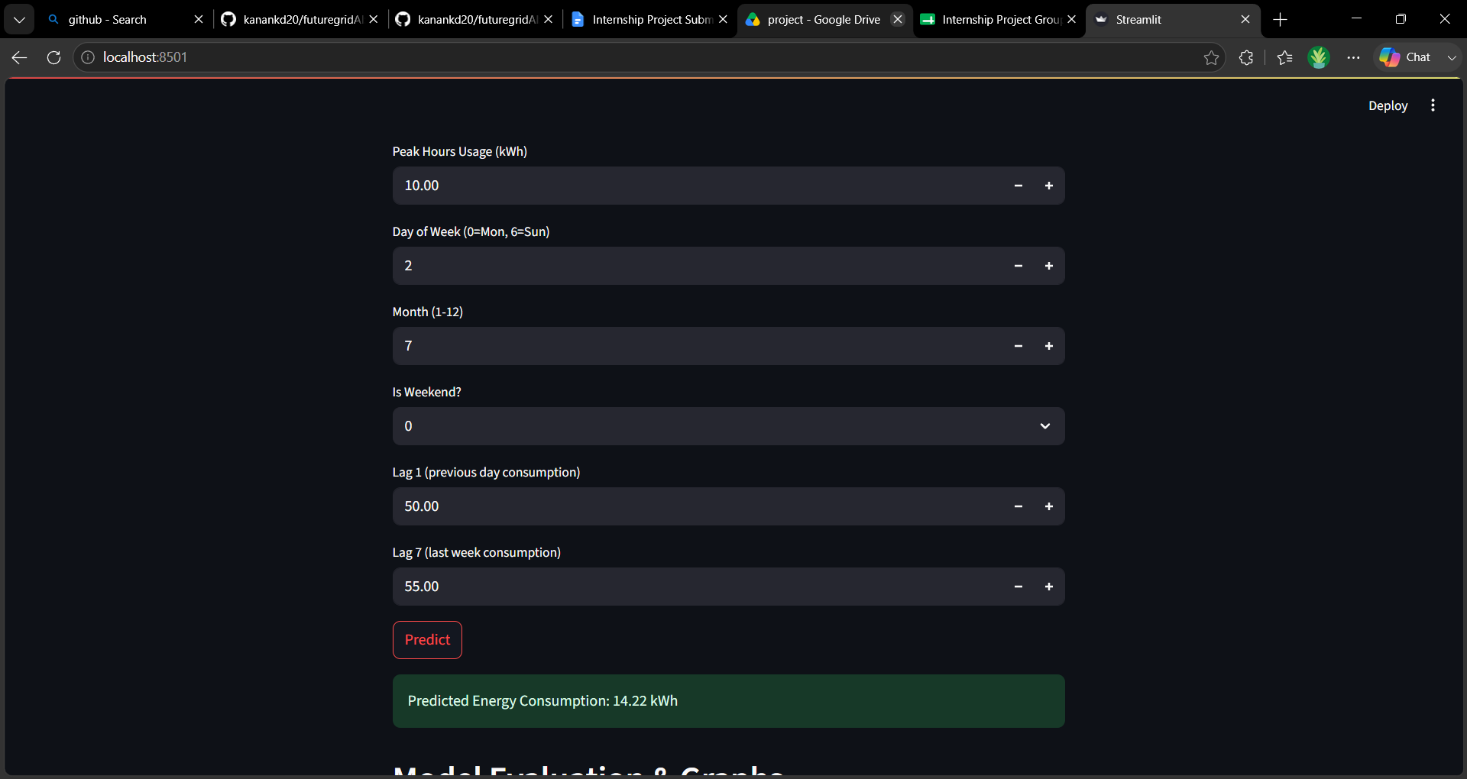 github - Search
kanankd20/futuregridAI
kanankd20/futuregridAI
Internship Project Subm
project - Google Drive
Internship Project Grou
Streamlit
localhost:8501
Chat
Deploy
Peak Hours Usage (kWh)
10.00
Day of Week (0=Mon, 6=Sun)
2
Month (1-12)
7
Is Weekend?
0
Lag 1 (previous day consumption)
50.00
Lag 7 (last week consumption)
55.00
Predict
Predicted Energy Consumption: 14.22 kWh
Model Evaluation & Graphs